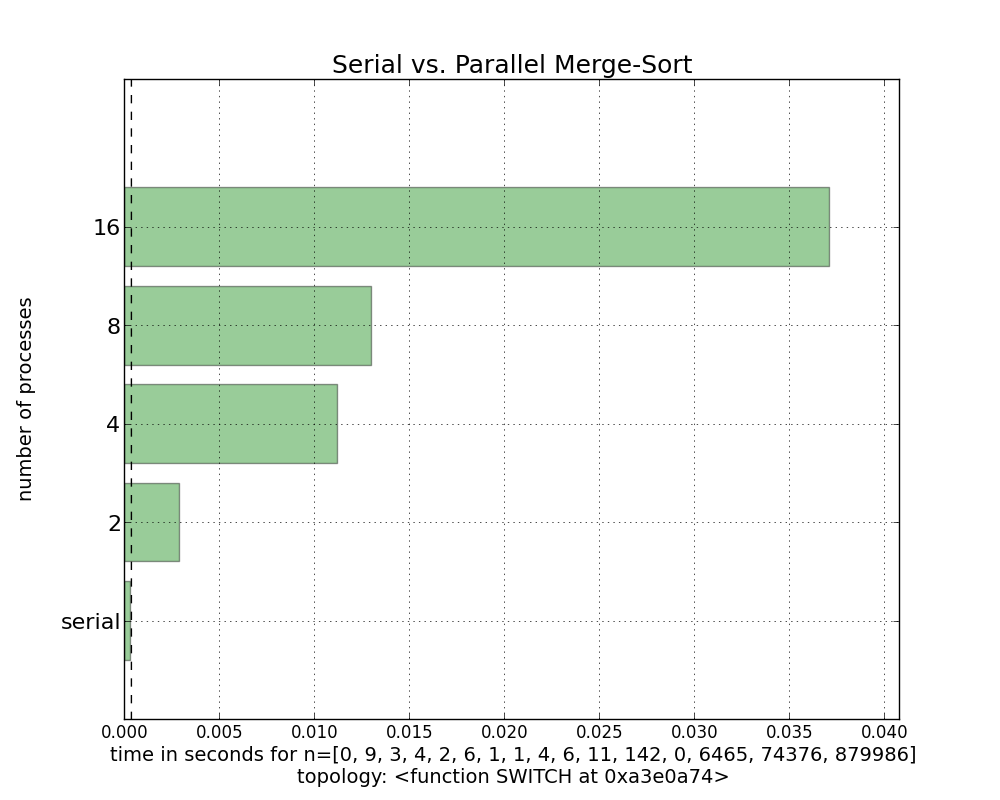 Serial vs. Parallel Merge-Sort
number of processes
16
8
4
2
serial
0.000 0.005 0.010 0.015 0.020 0.025 0.030 0.035 0.040
time in seconds for n=[0, 9, 3, 4, 2, 6, 1, 1, 4, 6, 11, 142, 0, 6465, 74376, 879986]
topology: <function SWITCH at 0xa3e0a74>